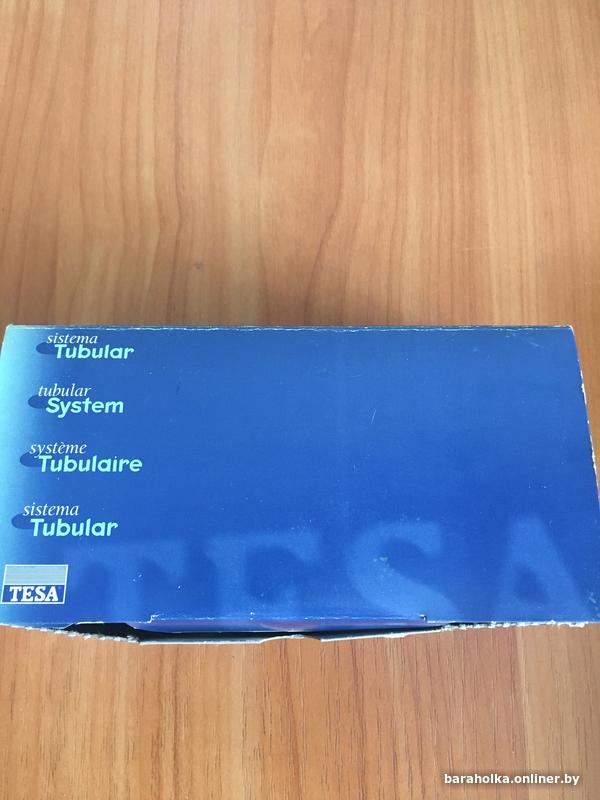 sistema
Tubular
tubular
System
système
Tubulaire
sistema
Tubular
TESA
TESA
baraholka.onliner.by